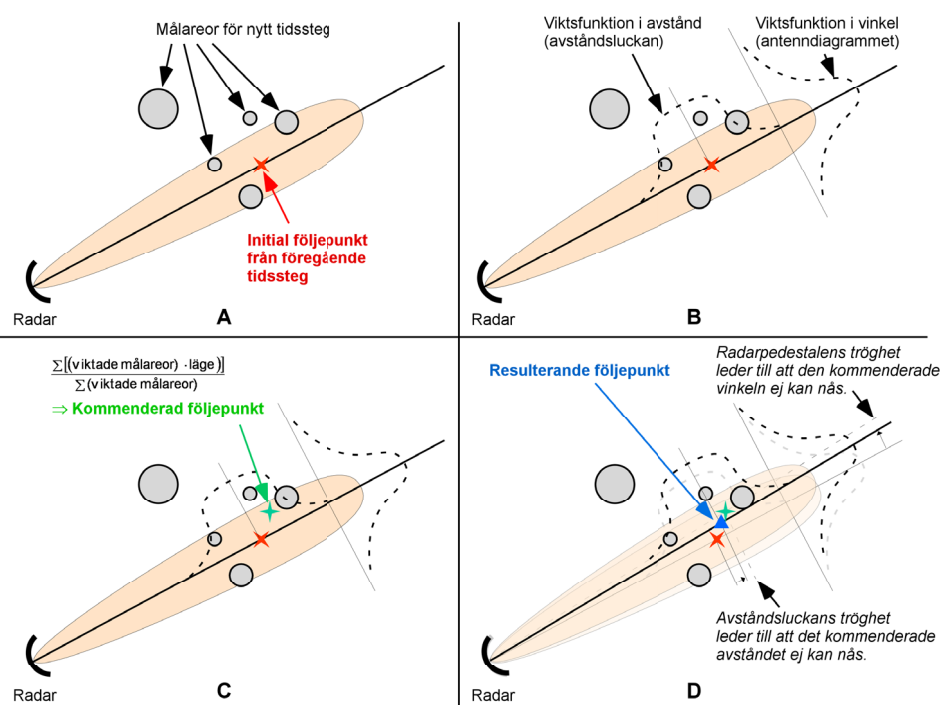 Målareor för nytt tidssteg
Initial följepunkt
från föregående
tidssteg
Radar
A
Viktsfunktion i avstånd
(avståndsluckan)
Viktsfunktion i vinkel
(antenndiagrammet)
Radar
B
∑[(viktade målareor) · läge)]
∑(viktade målareor)
⇒ Kommenderad följepunkt
Radar
C
Resulterande följepunkt
Radarpedestalens tröghet
leder till att den kommenderade
vinkeln ej kan nås.
Avståndsluckans tröghet
leder till att det kommenderade
avståndet ej kan nås.
Radar
D